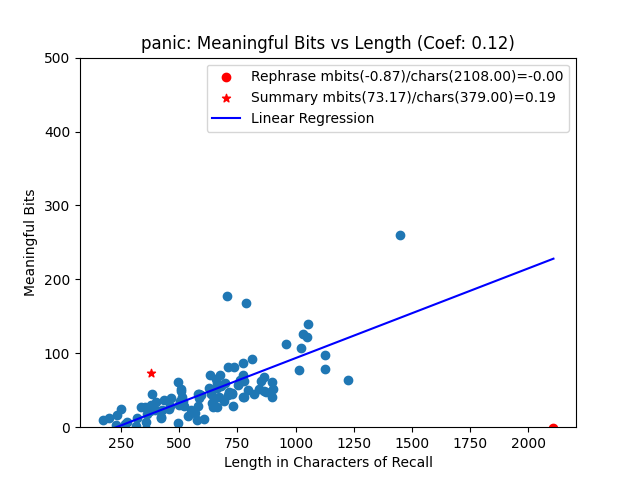 panic: Meaningful Bits vs Length (Coef: 0.12)
Rephrase mbits(-0.87)/chars(2108.00)=-0.00
Summary mbits(73.17)/chars(379.00)=0.19
Linear Regression
500
400
300
200
100
0
Meaningful Bits
250 500 750 1000 1250 1500 1750 2000
Length in Characters of Recall